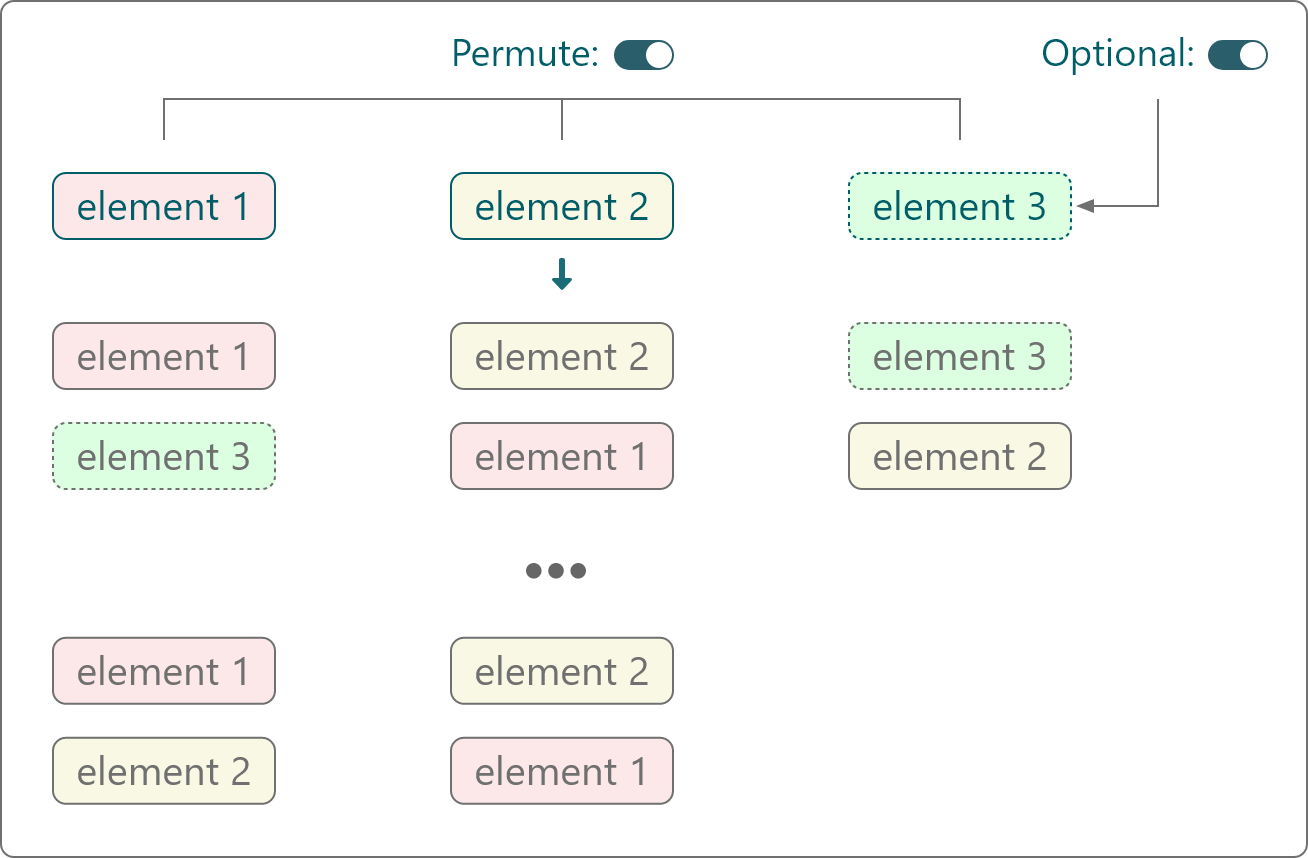 Permute: Optional:
element 1 element 2 element 3
element 1 element 2 element 3
element 3 element 1 element 2
•••
element 1 element 2
element 2 element 1